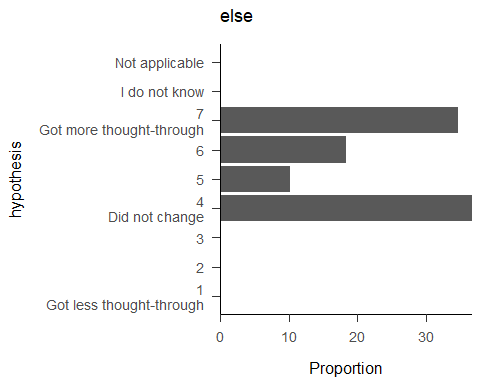 else
Not applicable
I do not know
7
Got more thought-through
6
5
4
Did not change
3
2
1
Got less thought-through
hypothesis
0 10 20 30
Proportion